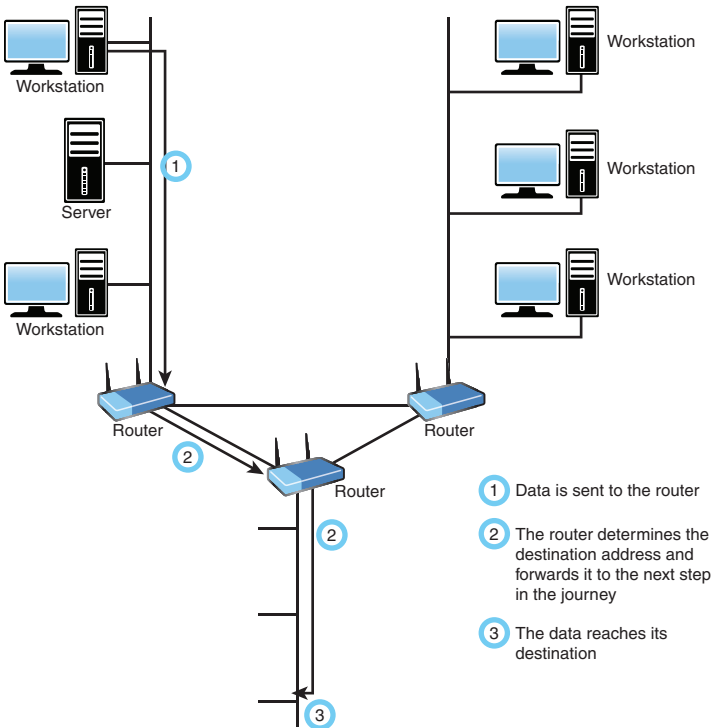 Workstation
Workstation
1
Workstation
Server
Workstation
Workstation
Router
Router
2
Router
1 Data is sent to the router
2
2 The router determines the
destination address and
forwards it to the next step
in the journey
3 The data reaches its
destination
3